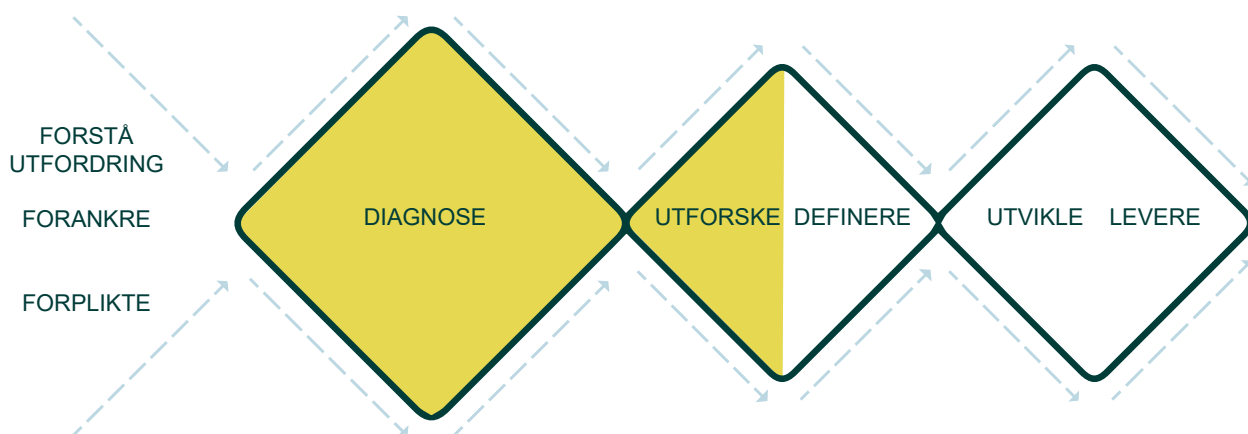 FORSTÅ
UTFORDRING
FORANKRE
FORPLIKTE
DIAGNOSE
UTFORSKE
DEFINERE
UTVIKLE
LEVERE